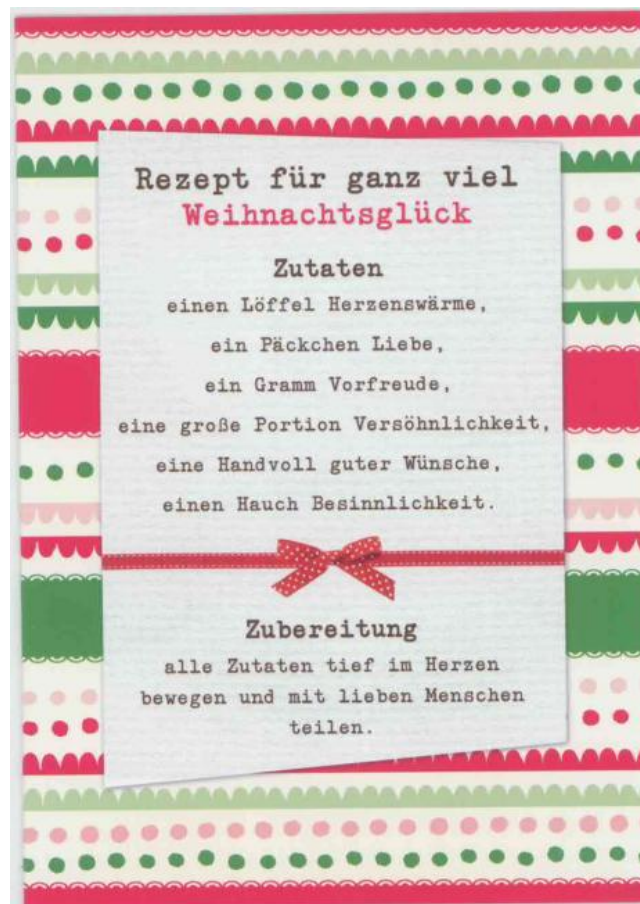 Rezept für ganz viel
Weihnachtsglück
Zutaten
einen Löffel Herzenswärme,
ein Päckchen Liebe,
ein Gramm Vorfreude,
eine große Portion Versöhnlichkeit,
eine Handvoll guter Wünsche,
einen Hauch Besinnlichkeit.
Zubereitung
alle Zutaten tief im Herzen
bewegen und mit lieben Menschen
teilen.